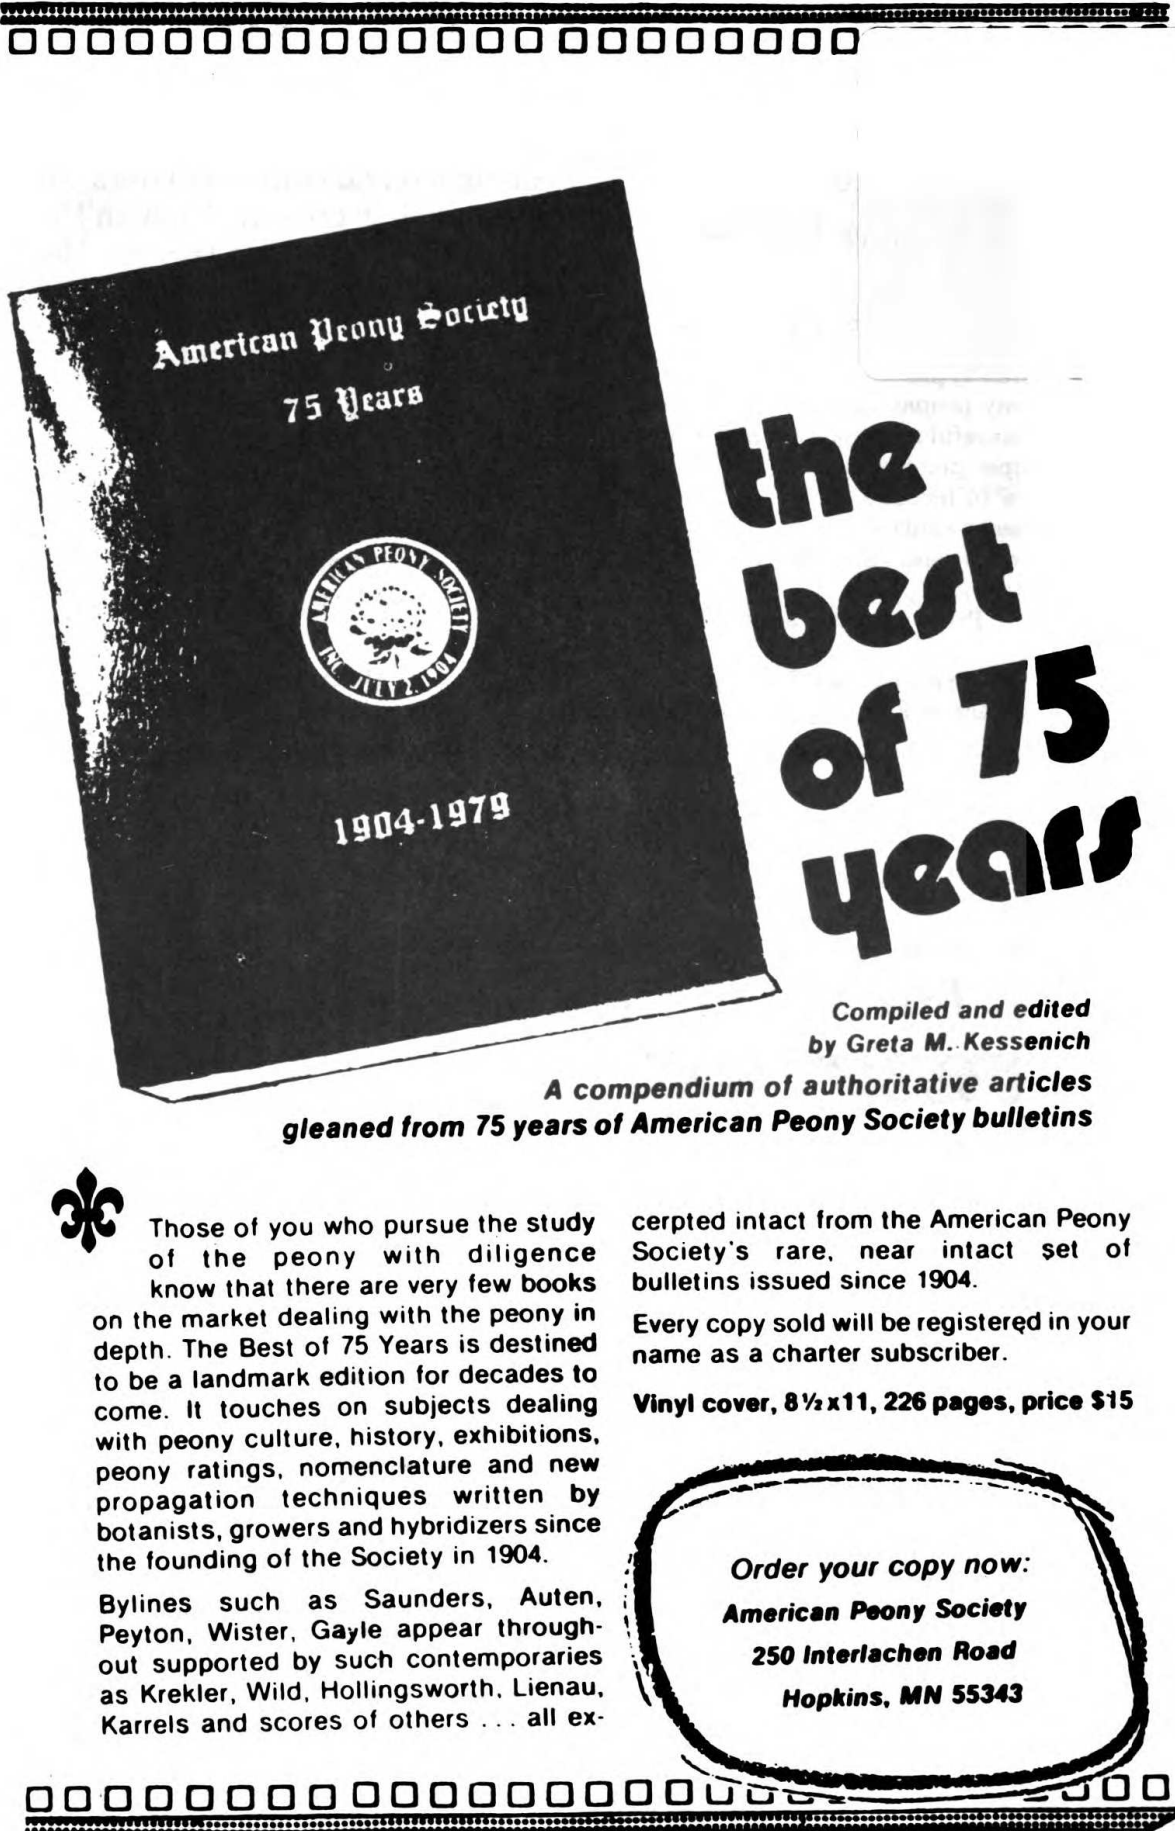 American Peony Society
75 Years
AMERICAN PEONY SOCIETY
INC. JULY 2, 1904
1904-1979
the
best
of 75
years
Compiled and edited
by Greta M. Kessenich
A compendium of authoritative articles
gleaned from 75 years of American Peony Society bulletins
Those of you who pursue the study
of the peony with diligence
know that there are very few books
on the market dealing with the peony in
depth. The Best of 75 Years is destined
to be a landmark edition for decades to
come. It touches on subjects dealing
with peony culture, history, exhibitions,
peony ratings, nomenclature and new
propagation techniques written by
botanists, growers and hybridizers since
the founding of the Society in 1904.
Bylines such as Saunders, Auten,
Peyton, Wister, Gayle appear through-
out supported by such contemporaries
as Krekler, Wild, Hollingsworth, Lienau,
Karrels and scores of others ... all ex-
cerpted intact from the American Peony
Society's rare, near intact set of
bulletins issued since 1904.
Every copy sold will be registered in your
name as a charter subscriber.
Vinyl cover, 8½x11, 226 pages, price $15
Order your copy now:
American Peony Society
250 Interlachen Road
Hopkins, MN 55343